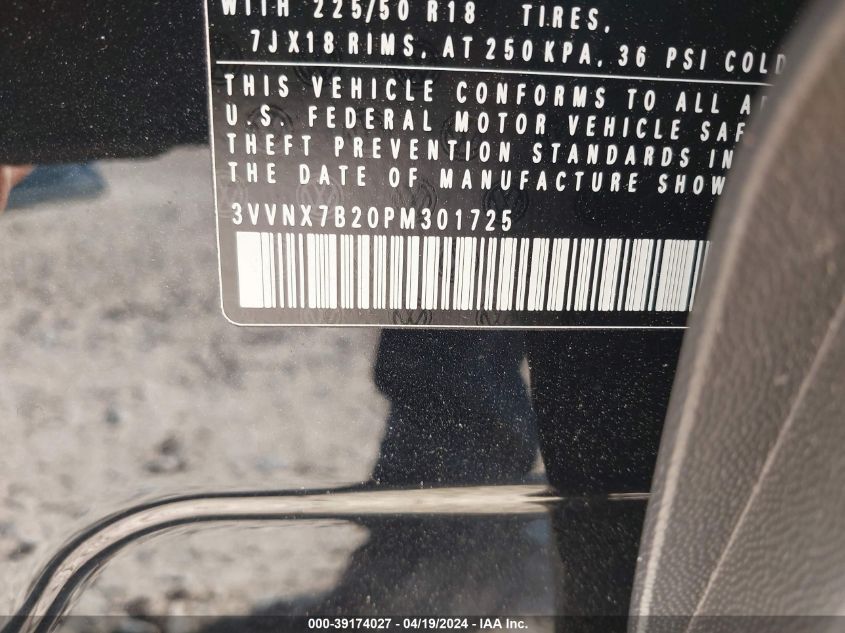 WITH 225/50 R18 TIRES,
7JX18 RIMS, AT 250 KPA, 36 PSI COLD
THIS VEHICLE CONFORMS TO ALL
U.S. FEDERAL MOTOR VEHICLE
THEFT PREVENTION STANDARDS IN
THE DATE OF MANUFACTURE SHOW
3VVNX7B20PM301725
000-39174027 - 04/19/2024 - IAA Inc.